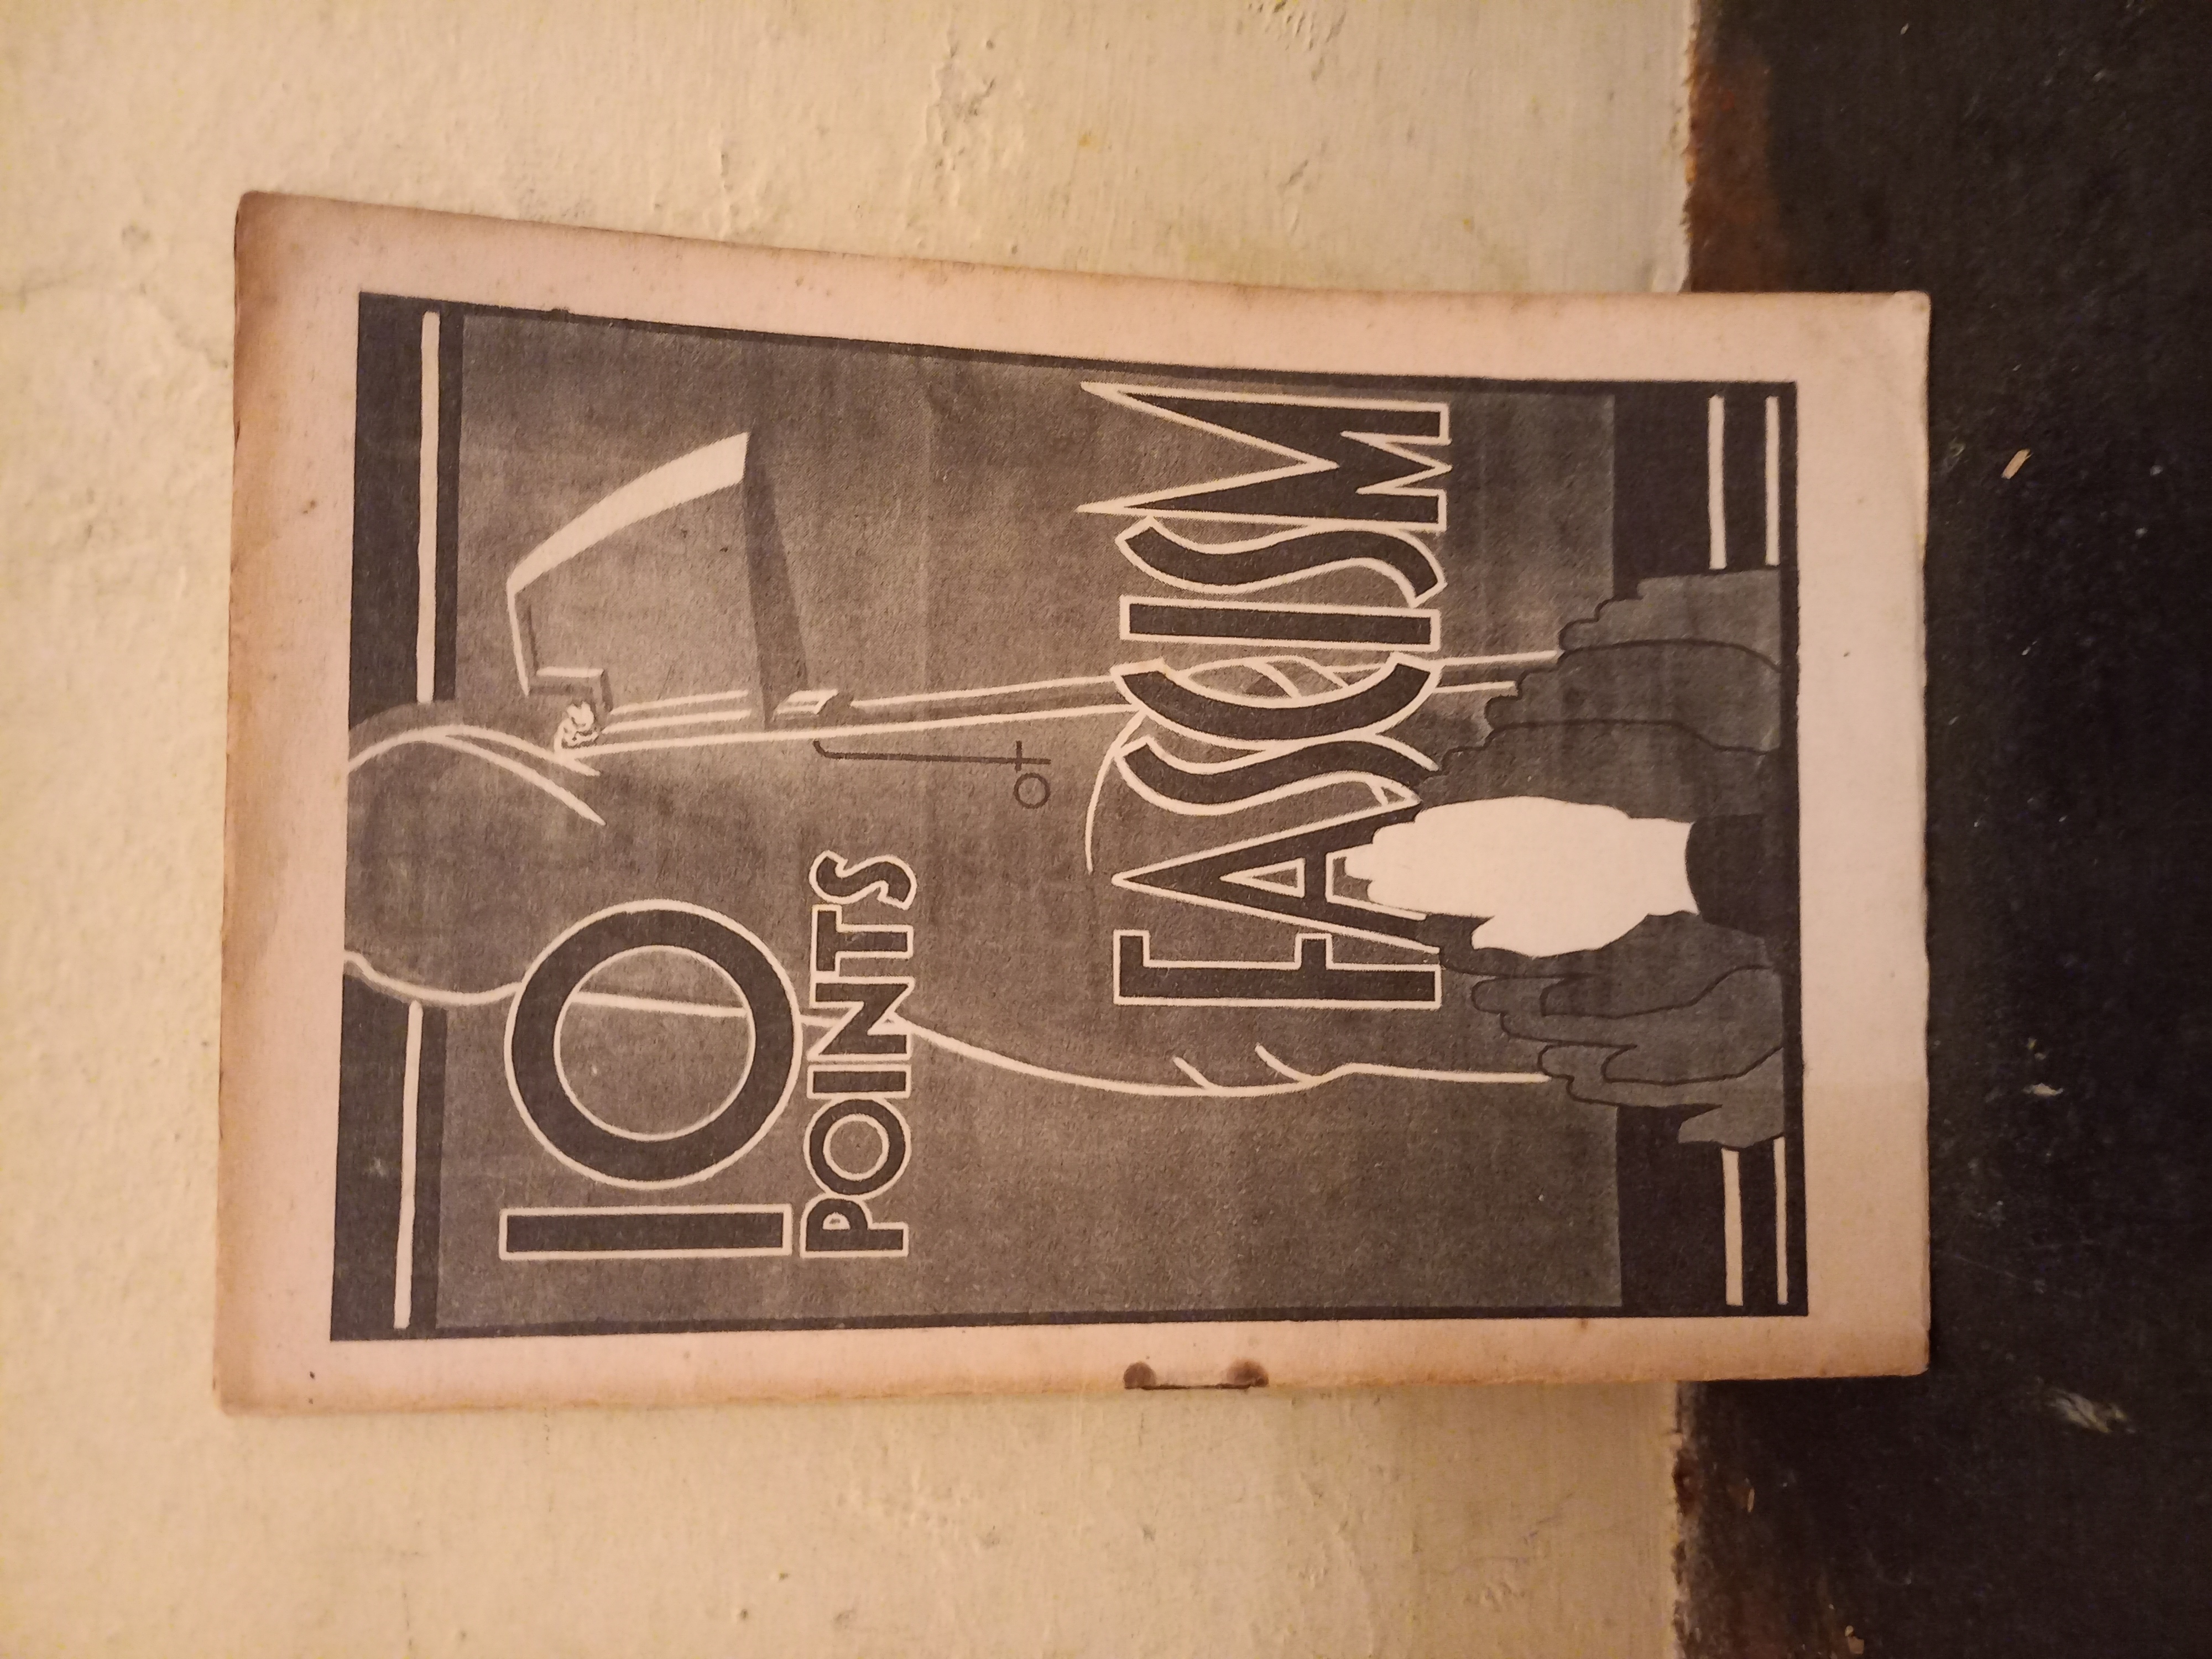 10
POINTS
of
FASCISM